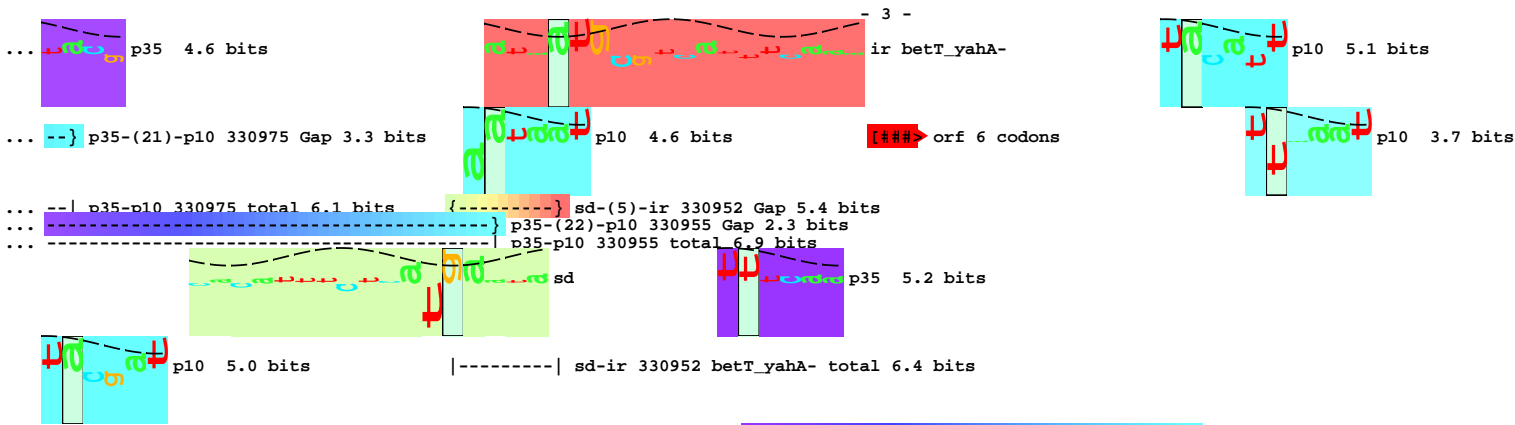 - 3 -
... p35 4.6 bits
ir betT_yahA-
p10 5.1 bits
... --} p35-(21)-p10 330975 Gap 3.3 bits
p10 4.6 bits
[###> orf 6 codons
p10 3.7 bits
... --| p35-p10 330975 total 6.1 bits
{---------} sd-(5)-ir 330952 Gap 5.4 bits
... ------------------------------------------} p35-(22)-p10 330955 Gap 2.3 bits
... ------------------------------------------| p35-p10 330955 total 6.9 bits
sd
p35 5.2 bits
p10 5.0 bits
|---------| sd-ir 330952 betT_yahA- total 6.4 bits